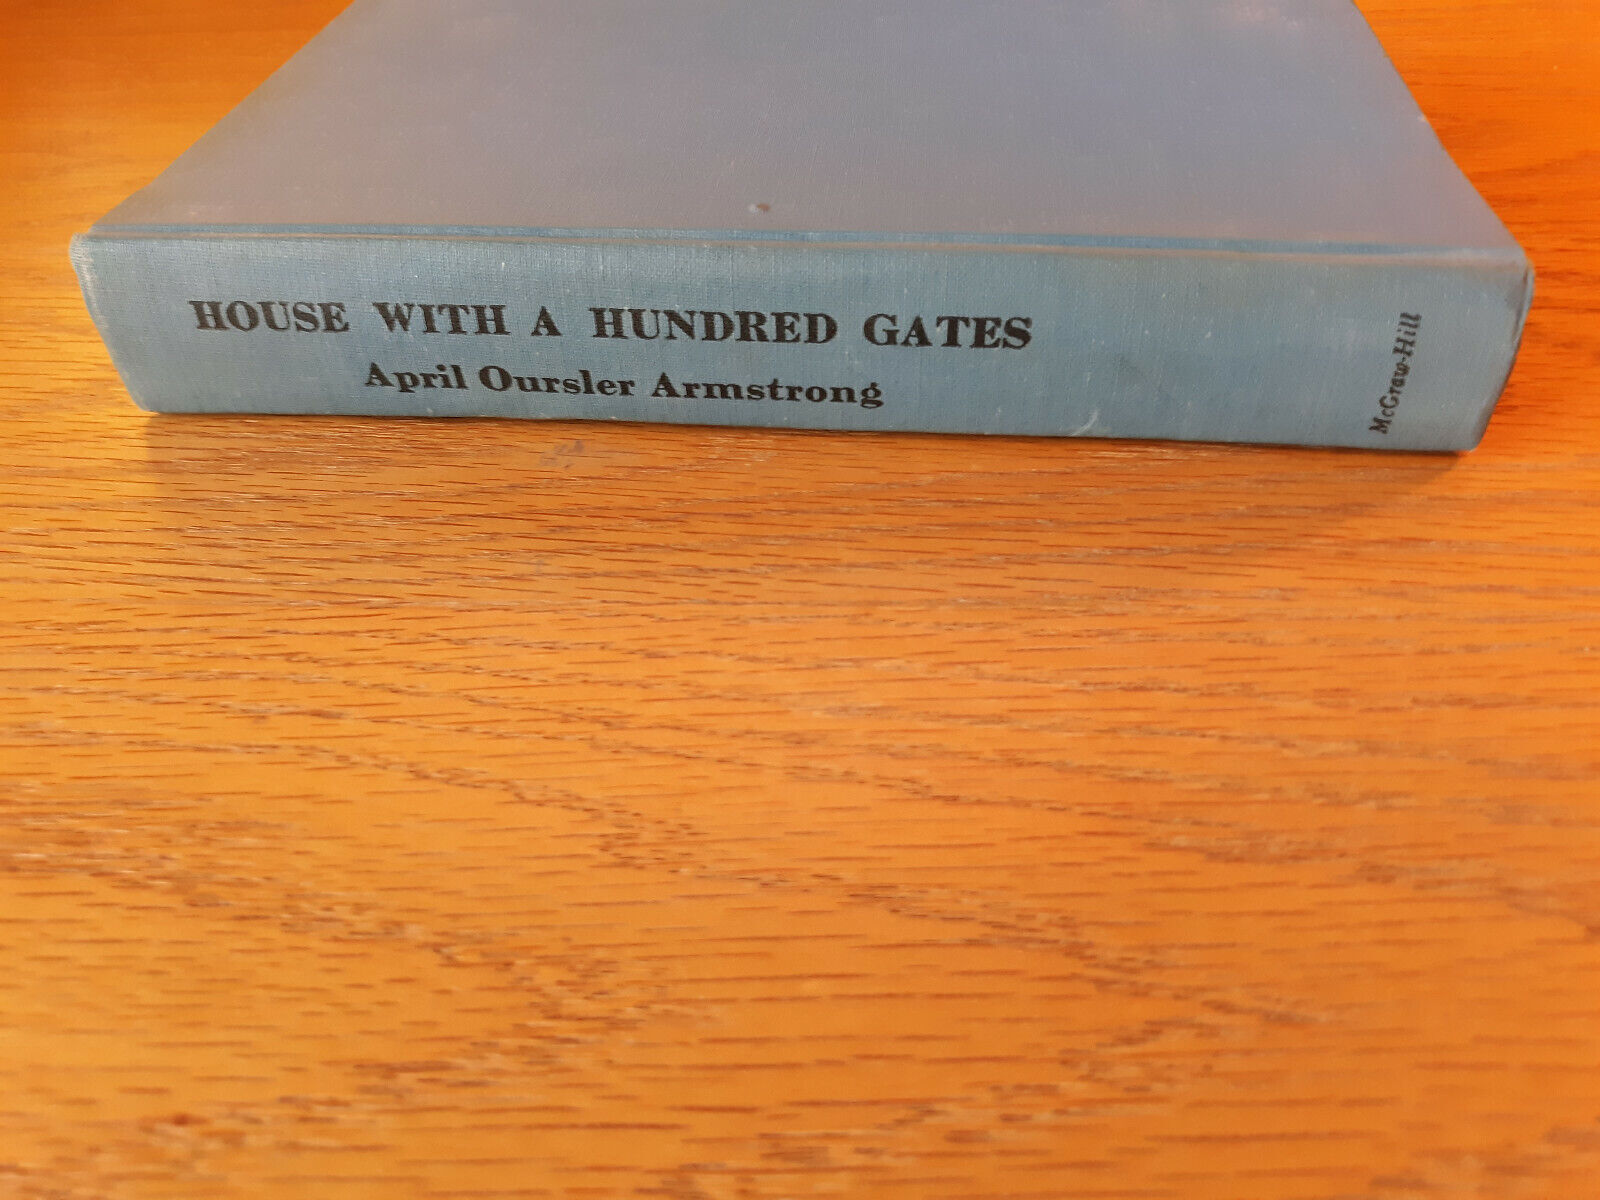 HOUSE WITH A HUNDRED GATES
April Oursler Armstrong
McGraw-Hill